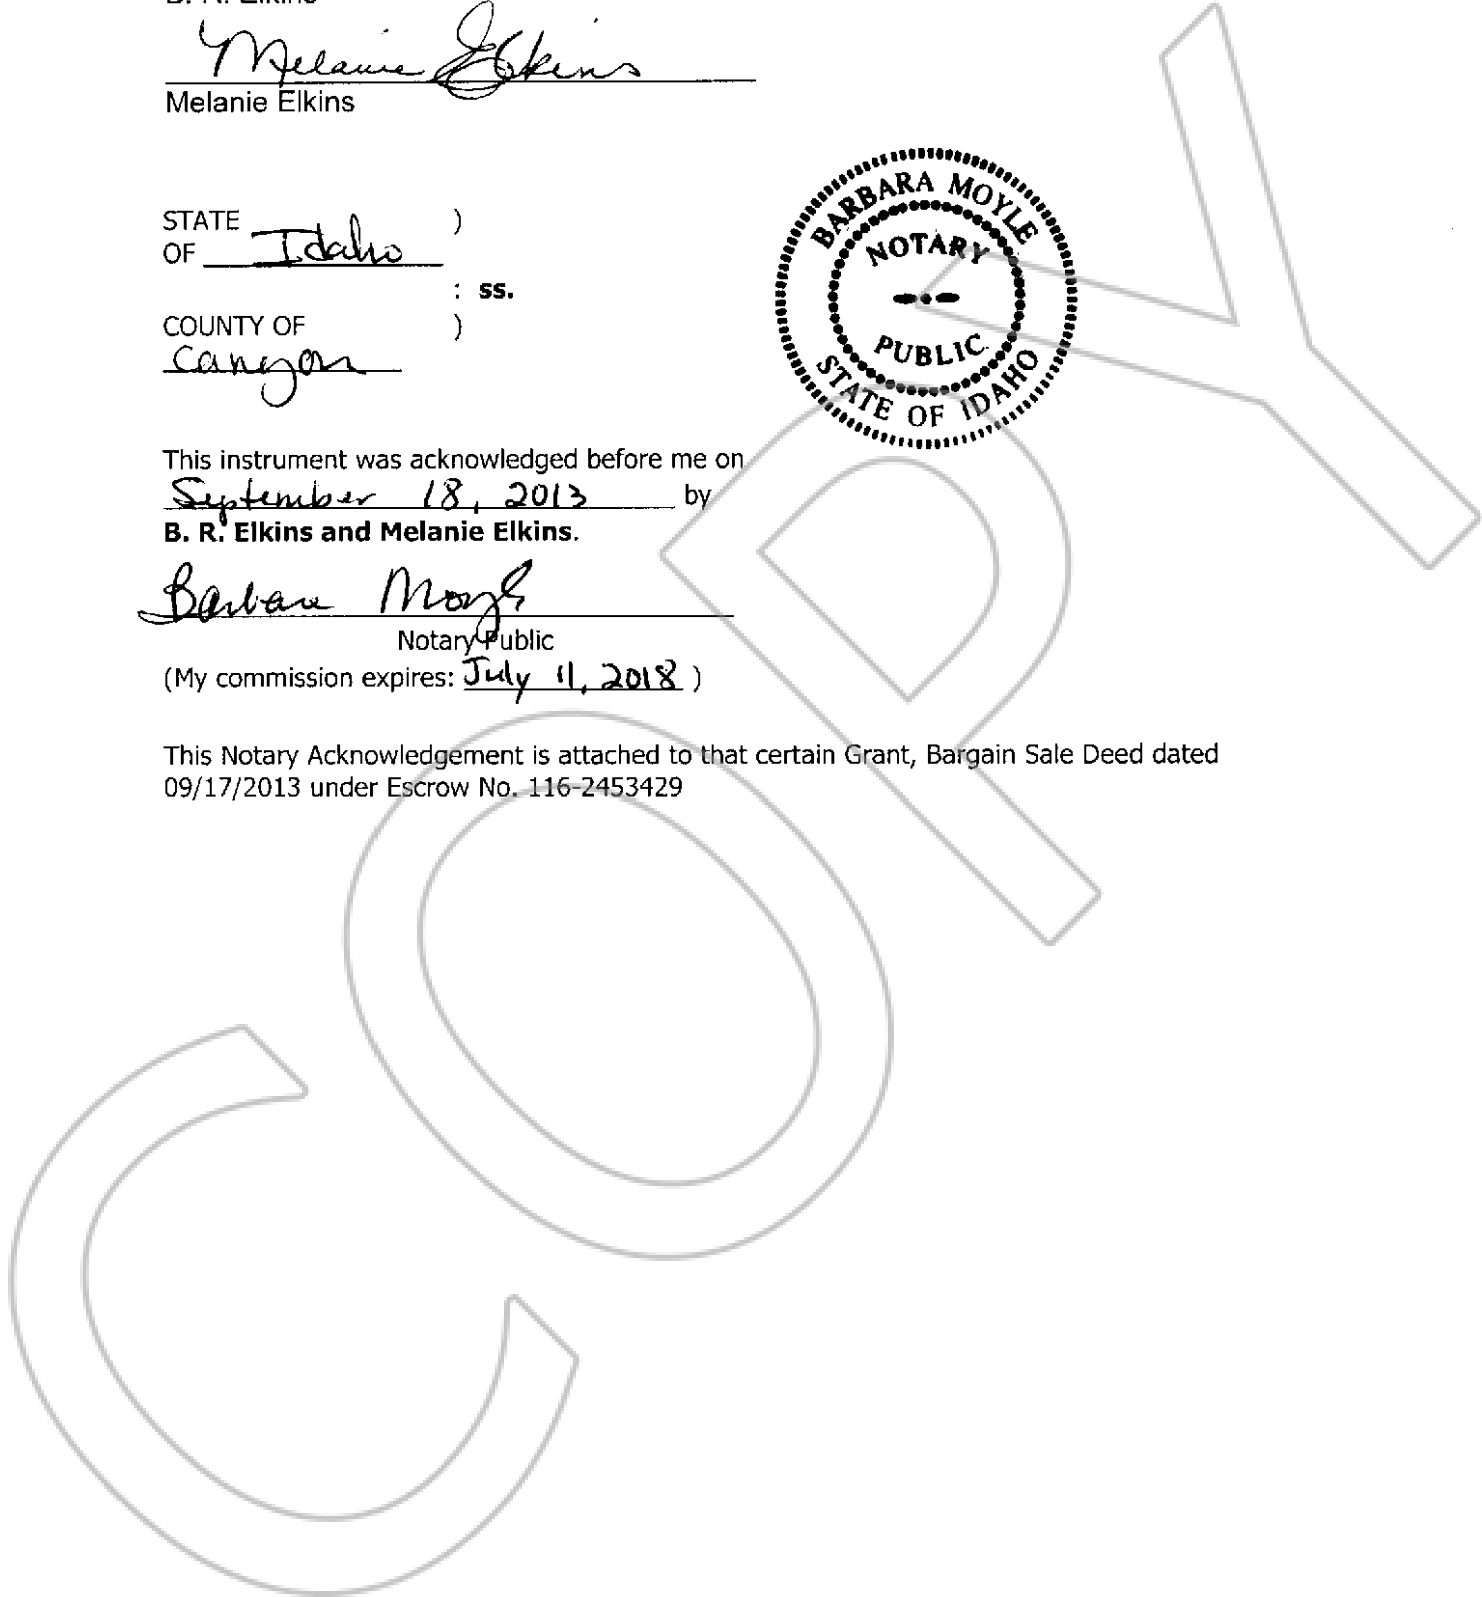 B. R. Elkins
Melanie Elkins
Melanie Elkins
STATE )
OF Idaho
: ss.
COUNTY OF )
Canyon
BARBARA MOYLE
NOTARY
PUBLIC
STATE OF IDAHO
This instrument was acknowledged before me on
September 18, 2013 by
B. R. Elkins and Melanie Elkins.
Barbara Moyle
Notary Public
(My commission expires: July 11, 2018 )
This Notary Acknowledgement is attached to that certain Grant, Bargain Sale Deed dated
09/17/2013 under Escrow No. 116-2453429
COPY